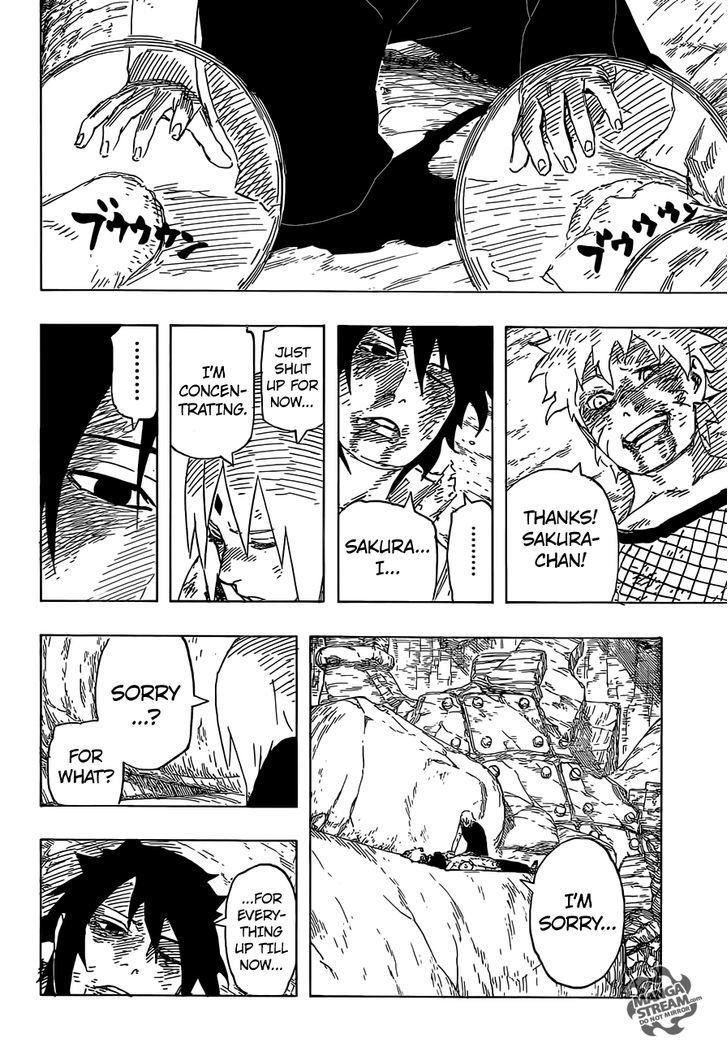 ブウウウン
ブウウウン
THANKS!
SAKURA-
CHAN!
.........
SAKURA...
I...
JUST
SHUT
UP FOR
NOW...
I'M
CONCEN-
TRATING.
.........
I'M
SORRY...
SORRY
...?
FOR
WHAT?
...FOR
EVERY-
THING
UP TILL
NOW...
MANGA
STREAM.COM
DO NOT MIRROR